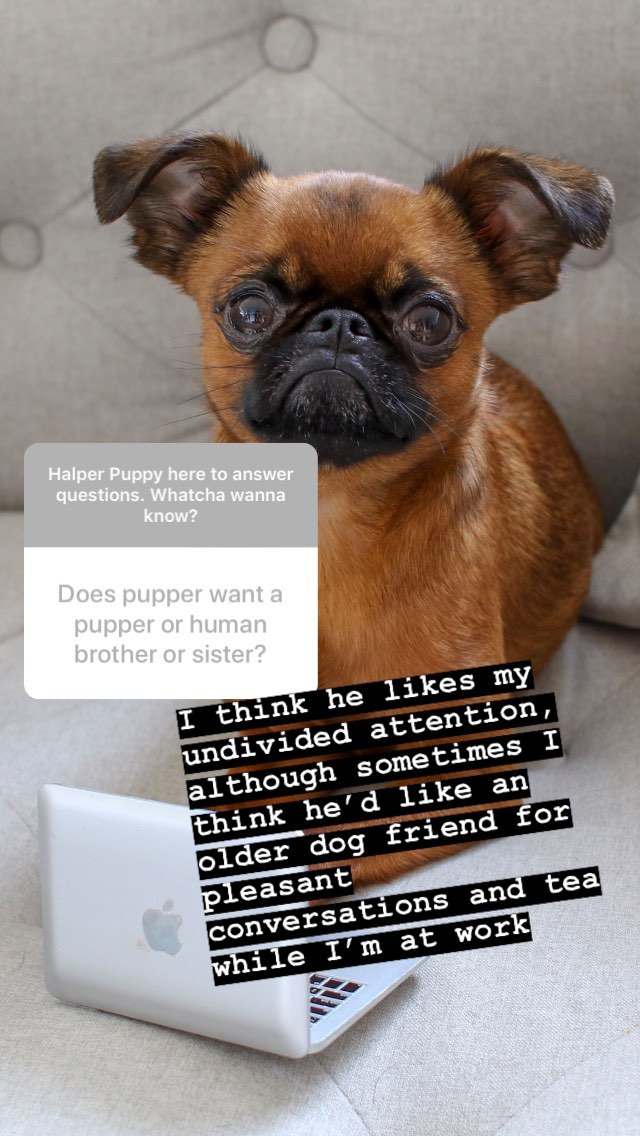 Halper Puppy here to answer
questions. Whatcha wanna
know?
Does pupper want a
pupper or human
brother or sister?
I think he likes my
undivided attention,
although sometimes I
think he’d like an
older dog friend for
pleasant
conversations and tea
while I’m at work